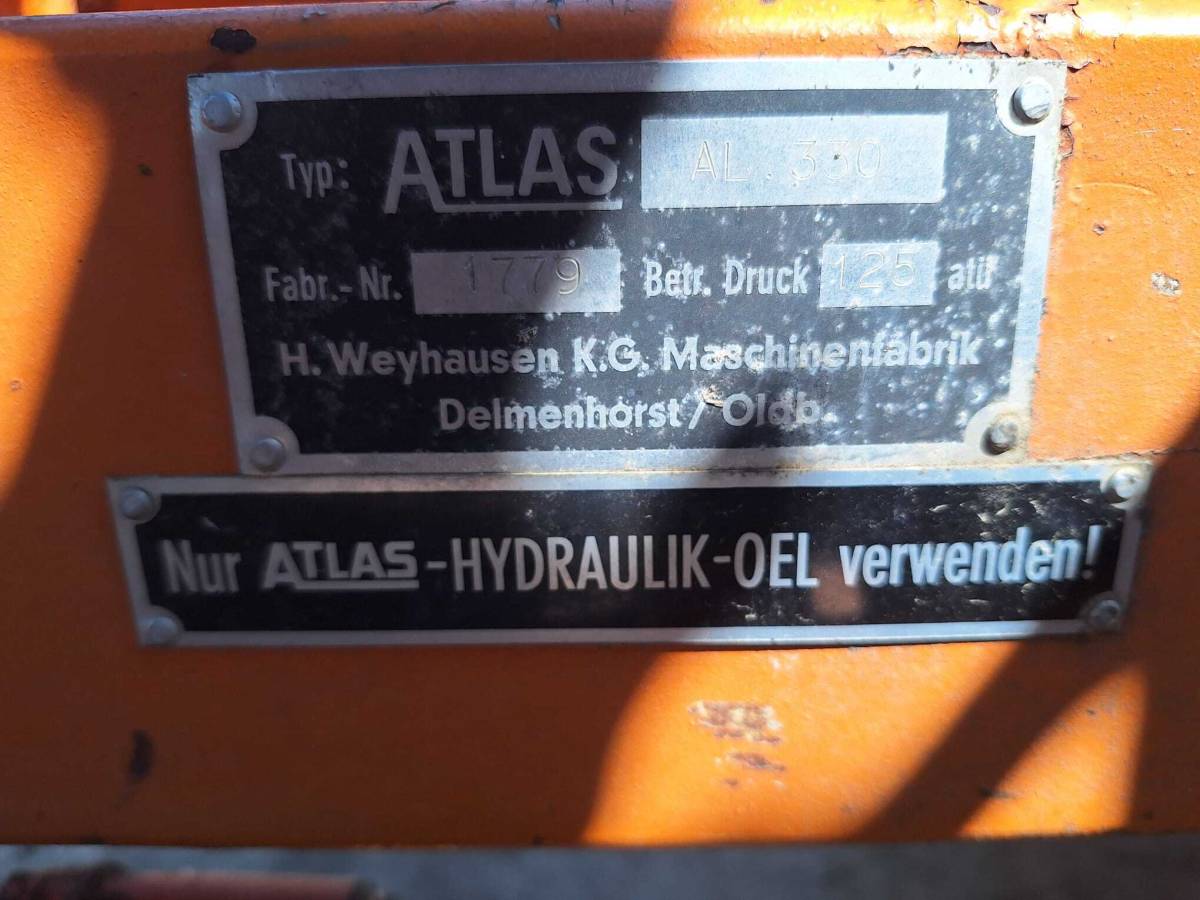 Typ: ATLAS AL. 330
Fabr.-Nr. 1779 Betr. Druck 125 atü
H. Weyhausen K.G. Maschinenfabrik
Delmenhorst / Oldb.
Nur ATLAS-HYDRAULIK-OEL verwenden!